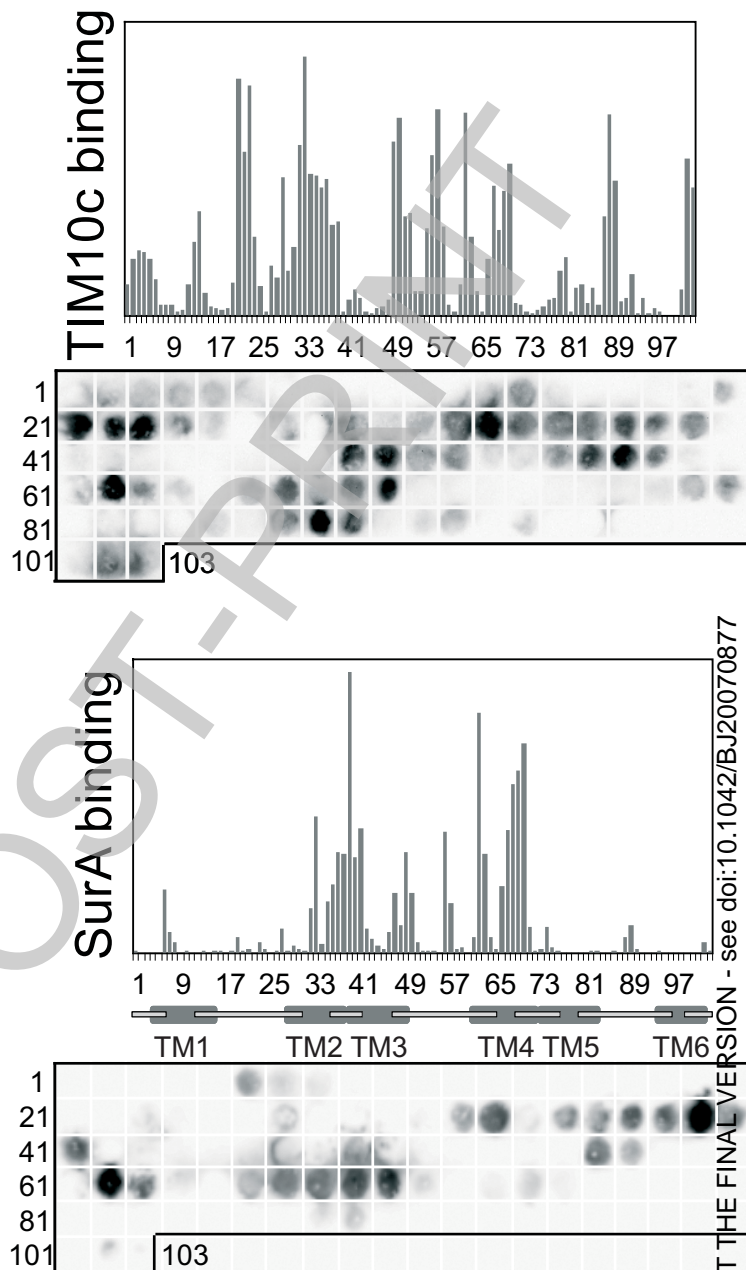 TIM10c binding
1 9 17 25 33 41 49 57 65 73 81 89 97
1
21
41
61
81
101
103
SurA binding
1 9 17 25 33 41 49 57 65 73 81 89 97
TM1 TM2 TM3 TM4 TM5 TM6
1
21
41
61
81
101
103
OST-PRINT
T THE FINAL VERSION - see doi:10.1042/BJ20070877